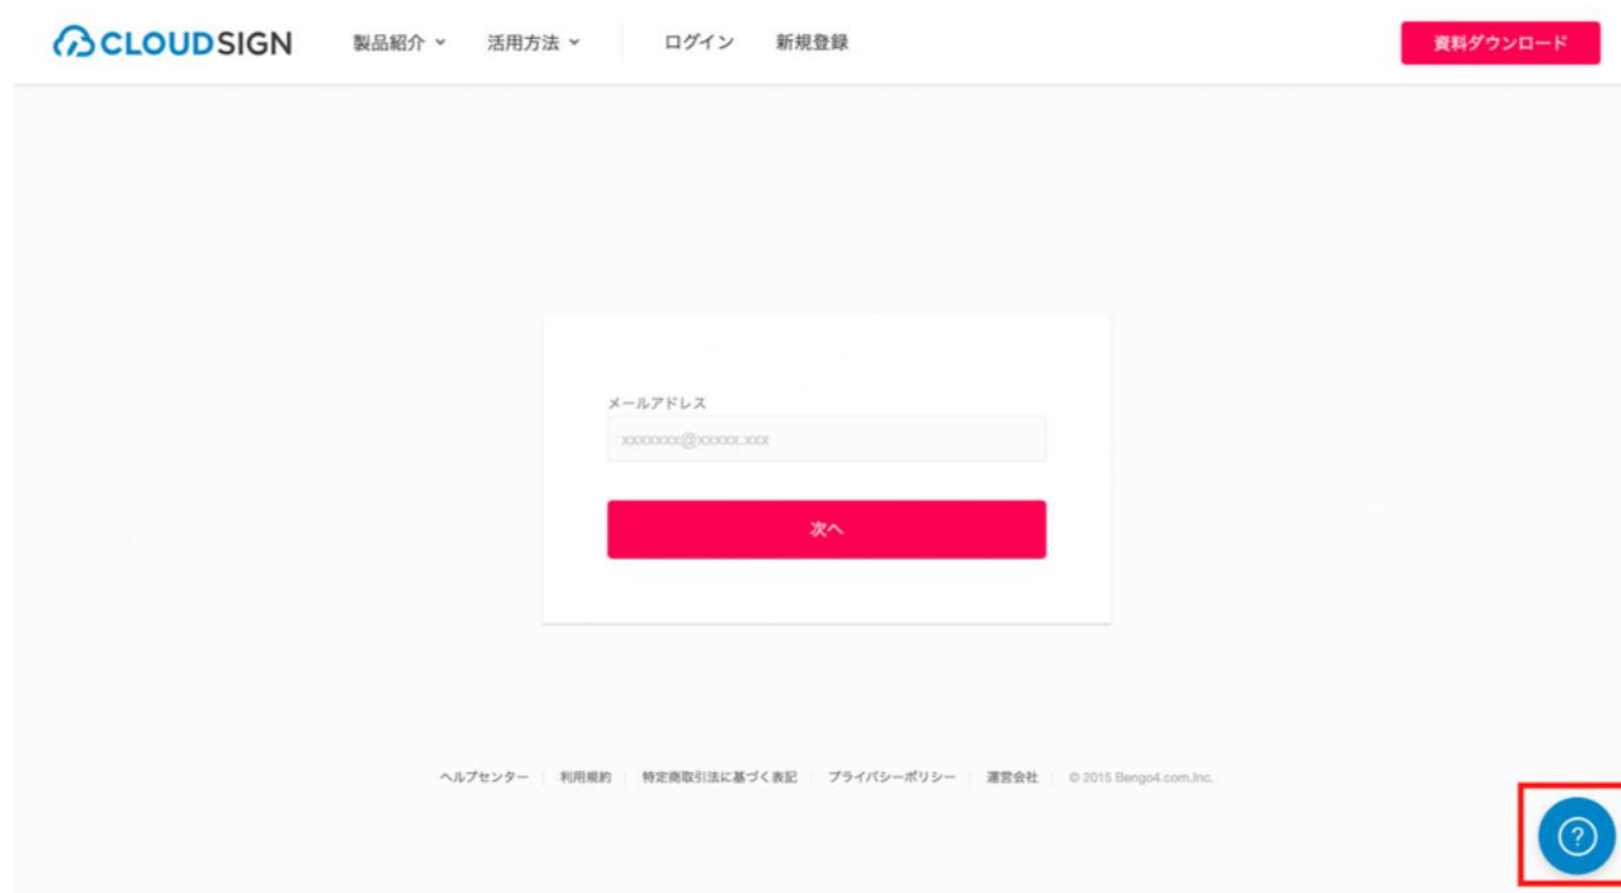 CLOUDSIGN 製品紹介 活用方法 ログイン 新規登録 資料ダウンロード
メールアドレス
xxxxxxx@xxxxx.xxx
次へ
ヘルプセンター 利用規約 特定商取引法に基づく表記 プライバシーポリシー 運営会社 © 2015 Bengo4.com,Inc.
?